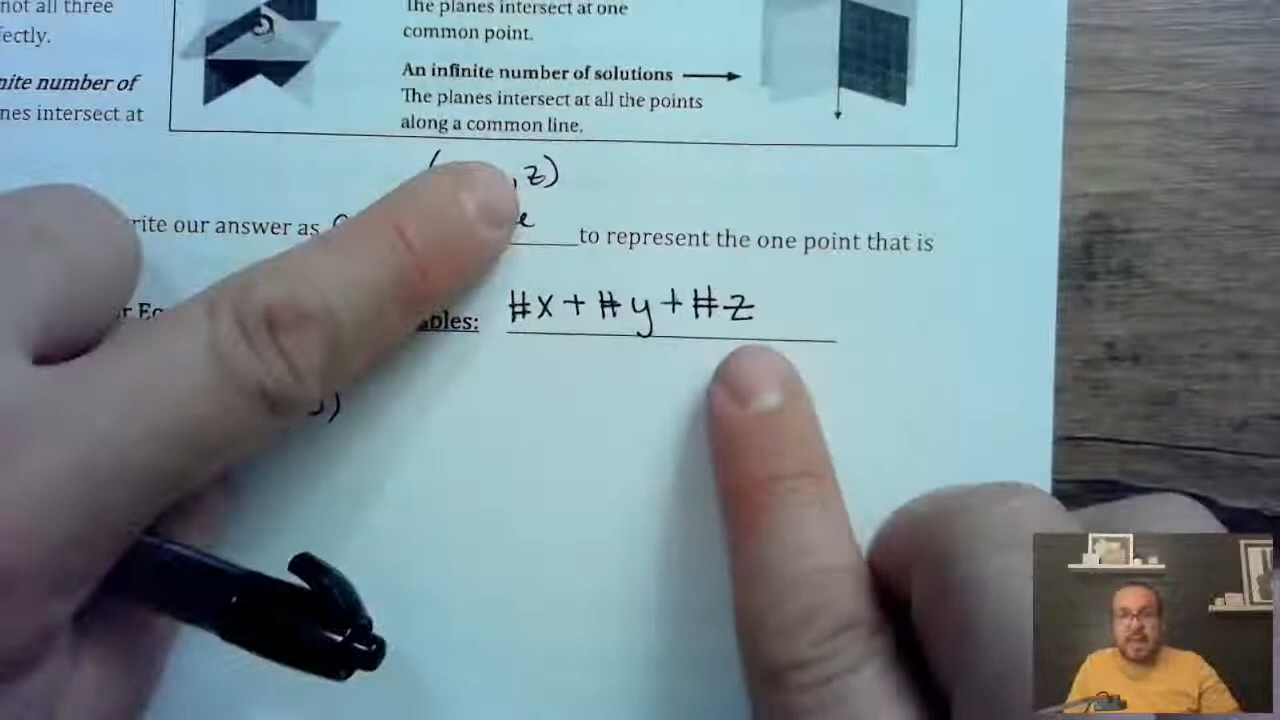 not all three
The planes intersect at one
ectly.
common point.
nite number of
An infinite number of solutions
nes intersect at
The planes intersect at all the points
along a common line.
( , z)
rite our answer as
e
to represent the one point that is
ables: #x + #y + #z
)